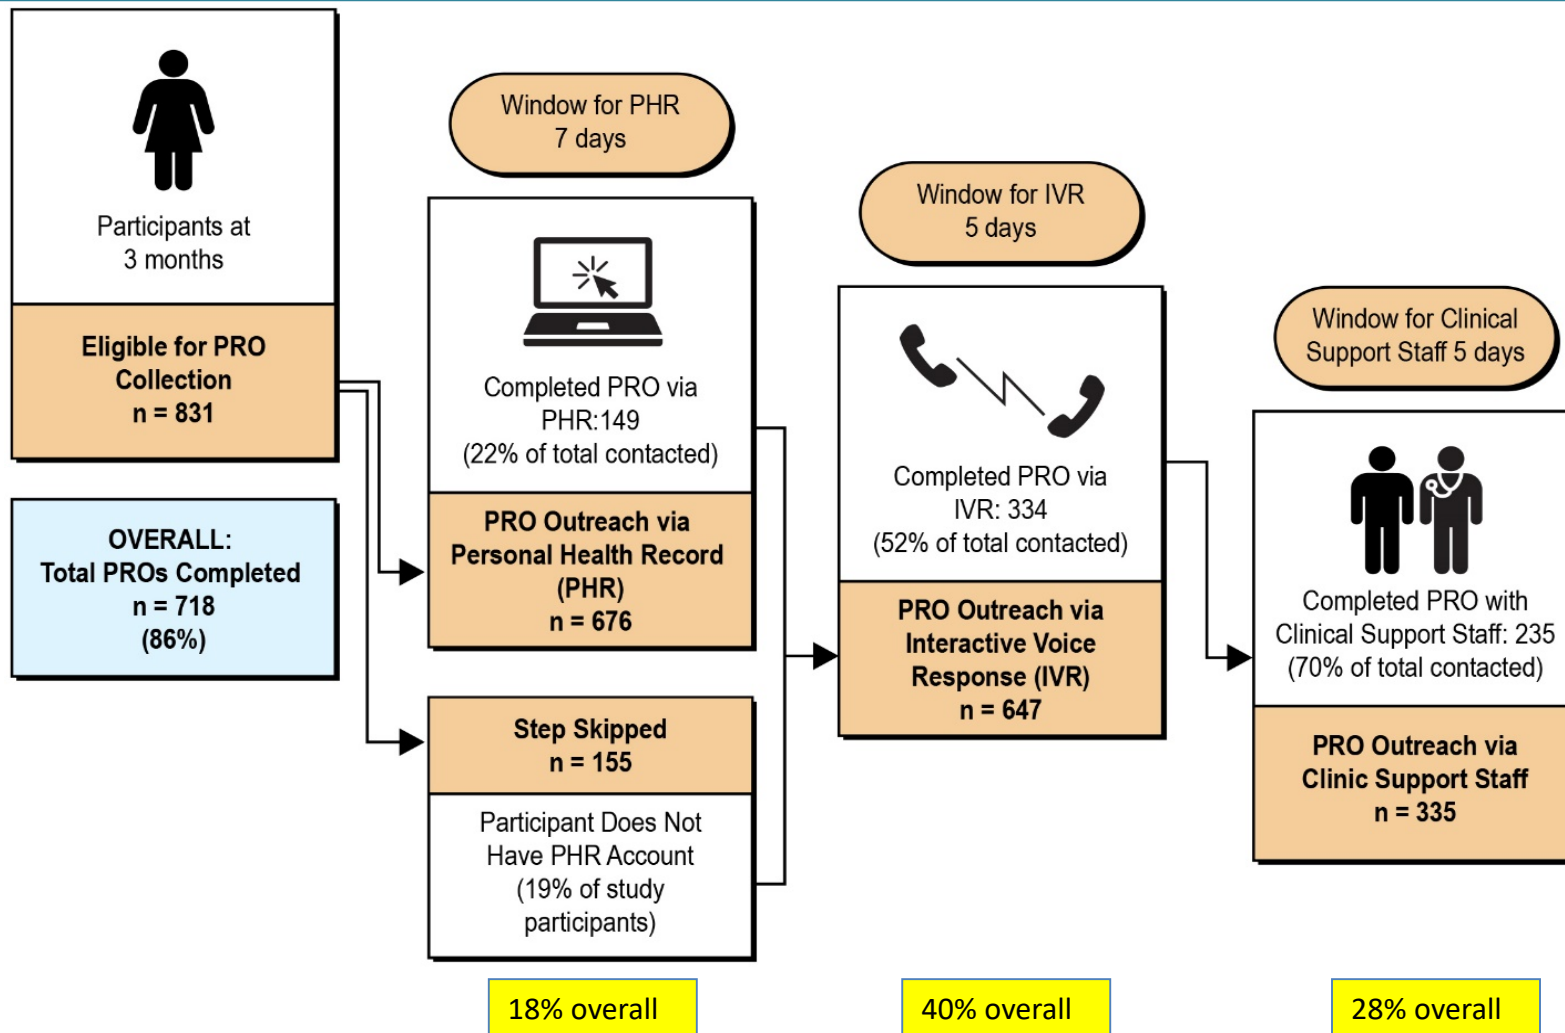 Participants at
3 months
Eligible for PRO
Collection
n = 831
OVERALL:
Total PROs Completed
n = 718
(86%)
Window for PHR
7 days
Completed PRO via
PHR:149
(22% of total contacted)
PRO Outreach via
Personal Health Record
(PHR)
n = 676
Step Skipped
n = 155
Participant Does Not
Have PHR Account
(19% of study
participants)
18% overall
Window for IVR
5 days
Completed PRO via
IVR: 334
(52% of total contacted)
PRO Outreach via
Interactive Voice
Response (IVR)
n = 647
40% overall
Window for Clinical
Support Staff 5 days
Completed PRO with
Clinical Support Staff: 235
(70% of total contacted)
PRO Outreach via
Clinic Support Staff
n = 335
28% overall